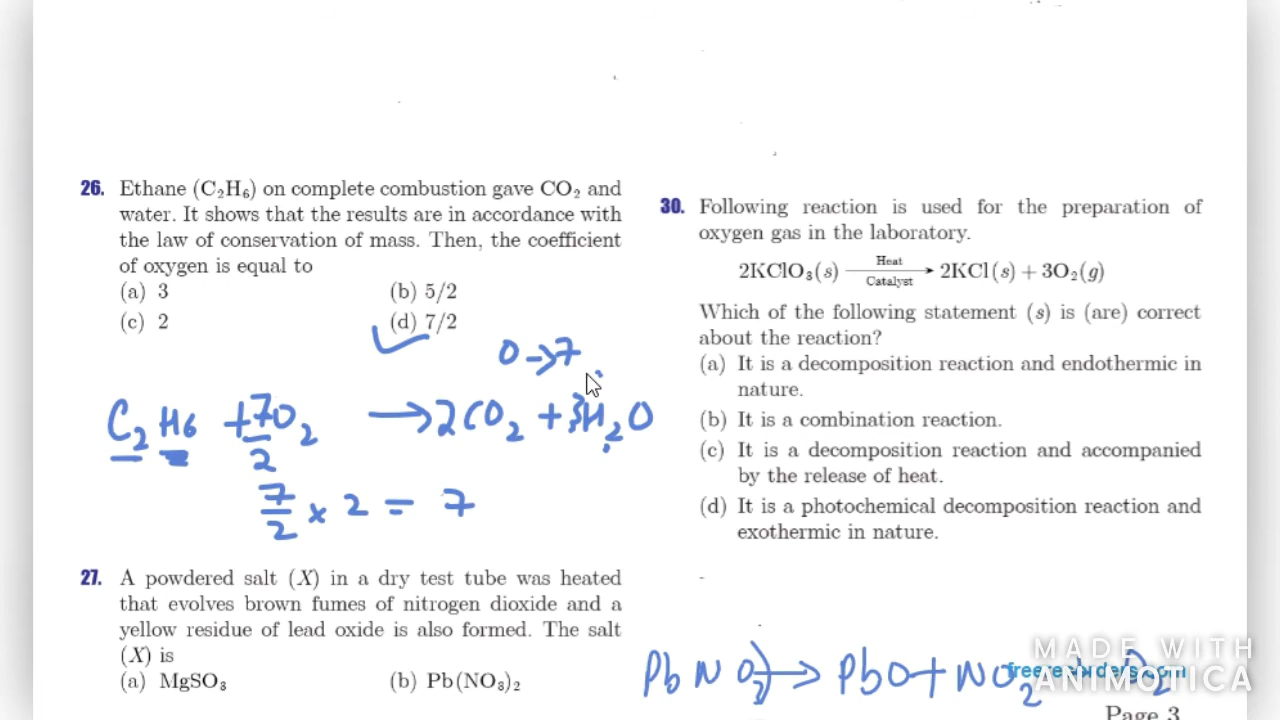 26. Ethane (C₂H₆) on complete combustion gave CO₂ and
water. It shows that the results are in accordance with
the law of conservation of mass. Then, the coefficient
of oxygen is equal to
(a) 3 (b) 5/2
(c) 2 (d) 7/2
O → 7
C₂H₆ + 7/2 O₂ → 2CO₂ + 3H₂O
7/2 × 2 = 7
27. A powdered salt (X) in a dry test tube was heated
that evolves brown fumes of nitrogen dioxide and a
yellow residue of lead oxide is also formed. The salt
(X) is
(a) MgSO₃ (b) Pb(NO₃)₂
30. Following reaction is used for the preparation of
oxygen gas in the laboratory.
2KClO₃(s) Heat/Catalyst → 2KCl(s) + 3O₂(g)
Which of the following statement (s) is (are) correct
about the reaction?
(a) It is a decomposition reaction and endothermic in
nature.
(b) It is a combination reaction.
(c) It is a decomposition reaction and accompanied
by the release of heat.
(d) It is a photochemical decomposition reaction and
exothermic in nature.
→ PbO + NO₂
MADE WITH
ANIMOTICA
Page 3